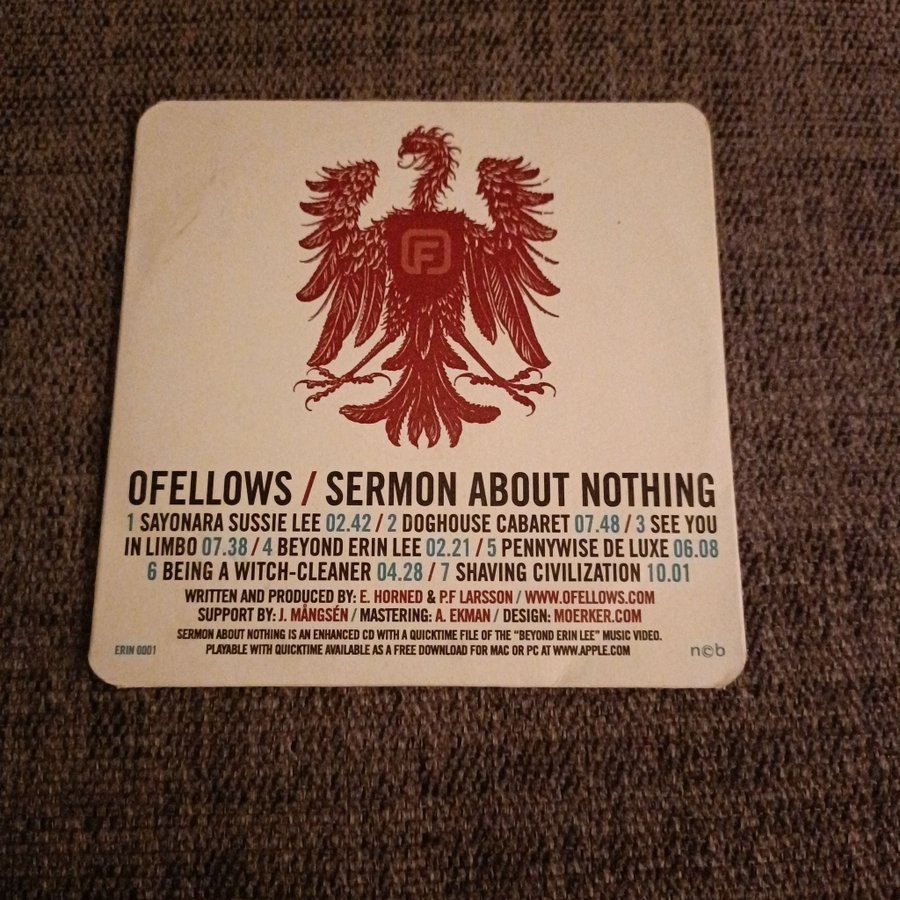 F
OFELLOWS / SERMON ABOUT NOTHING
1 SAYONARA SUSSIE LEE 02.42 / 2 DOGHOUSE CABARET 07.48 / 3 SEE YOU
IN LIMBO 07.38 / 4 BEYOND ERIN LEE 02.21 / 5 PENNYWISE DE LUXE 06.08
6 BEING A WITCH-CLEANER 04.28 / 7 SHAVING CIVILIZATION 10.01
WRITTEN AND PRODUCED BY: E. HORNED & P.F LARSSON / WWW.OFELLOWS.COM
SUPPORT BY: J. MÅNGSÉN / MASTERING: A. EKMAN / DESIGN: MOERKER.COM
SERMON ABOUT NOTHING IS AN ENHANCED CD WITH A QUICKTIME FILE OF THE "BEYOND ERIN LEE" MUSIC VIDEO.
ERIN 0001 PLAYABLE WITH QUICKTIME AVAILABLE AS A FREE DOWNLOAD FOR MAC OR PC AT WWW.APPLE.COM n©b